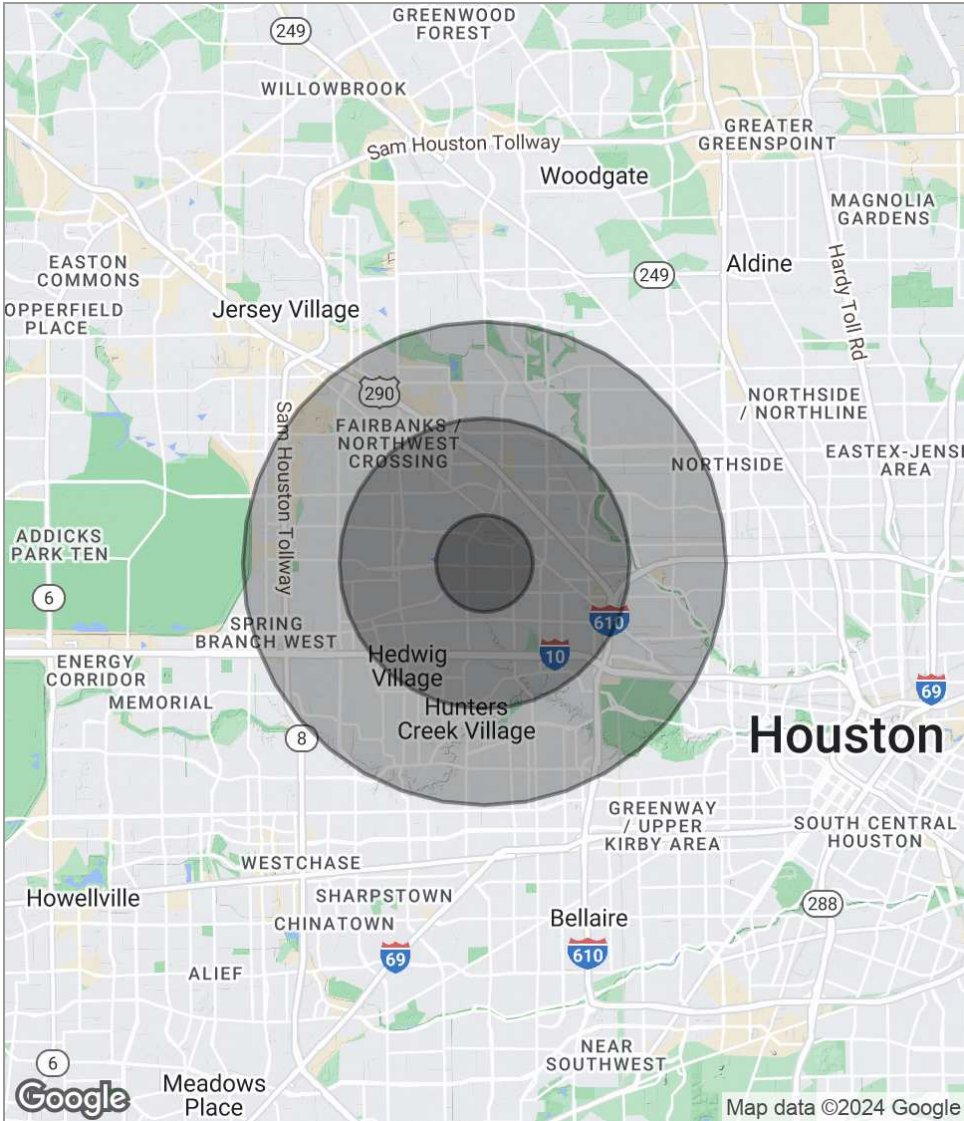 GREENWOOD
FOREST
249
WILLOWBROOK
GREATER
GREENSPOINT
Sam Houston Tollway
Woodgate
MAGNOLIA
GARDENS
EASTON
COMMONS
Aldine
249
Hardy Toll Rd
OPPERFIELD
PLACE
Jersey Village
290
NORTHSIDE
/ NORTHLINE
Sam Houston Tollway
FAIRBANKS /
NORTHWEST
CROSSING
NORTHSIDE
EASTEX-JENSE
AREA
ADDICKS
PARK TEN
6
610
SPRING
BRANCH WEST
Hedwig
Village
10
ENERGY
CORRIDOR
69
MEMORIAL
Hunters
Creek Village
8
Houston
GREENWAY
/ UPPER
KIRBY AREA
SOUTH CENTRAL
HOUSTON
WESTCHASE
Howellville
SHARPSTOWN
288
CHINATOWN
Bellaire
69
610
ALIEF
NEAR
SOUTHWEST
6
Meadows
Place
Google
Map data ©2024 Google